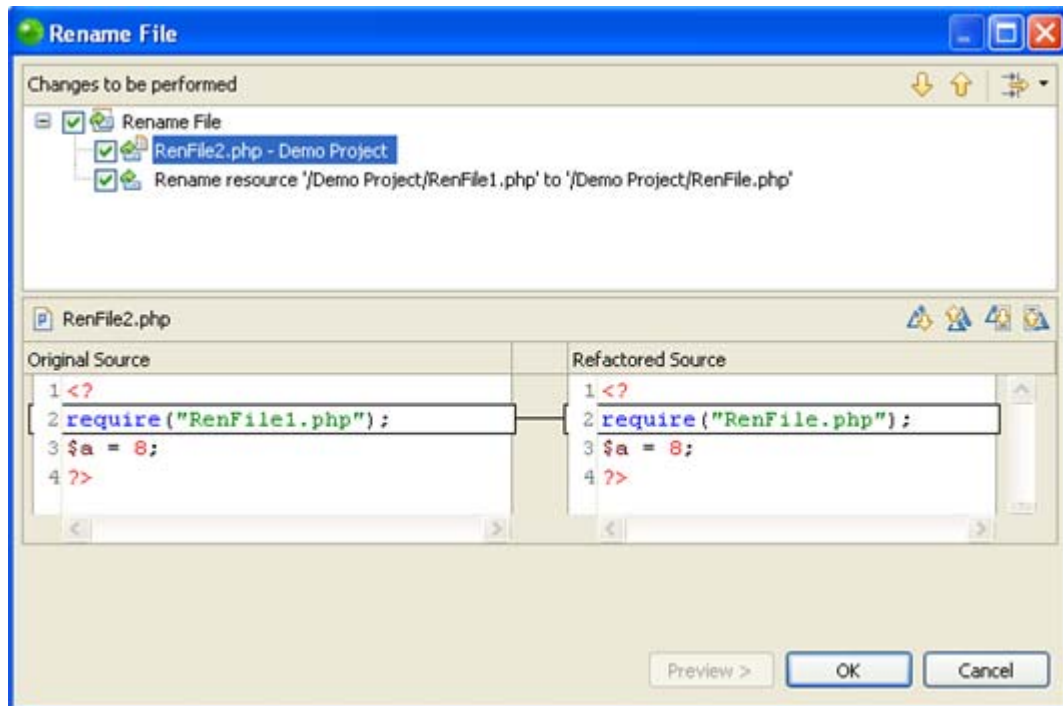 Rename File
Changes to be performed
Rename File
RenFile2.php - Demo Project
Rename resource '/Demo Project/RenFile1.php' to '/Demo Project/RenFile.php'
RenFile2.php
Original Source
Refactored Source
1 <?
2 require("RenFile1.php");
3 $a = 8;
4 ?>
1 <?
2 require("RenFile.php");
3 $a = 8;
4 ?>
Preview >
OK
Cancel